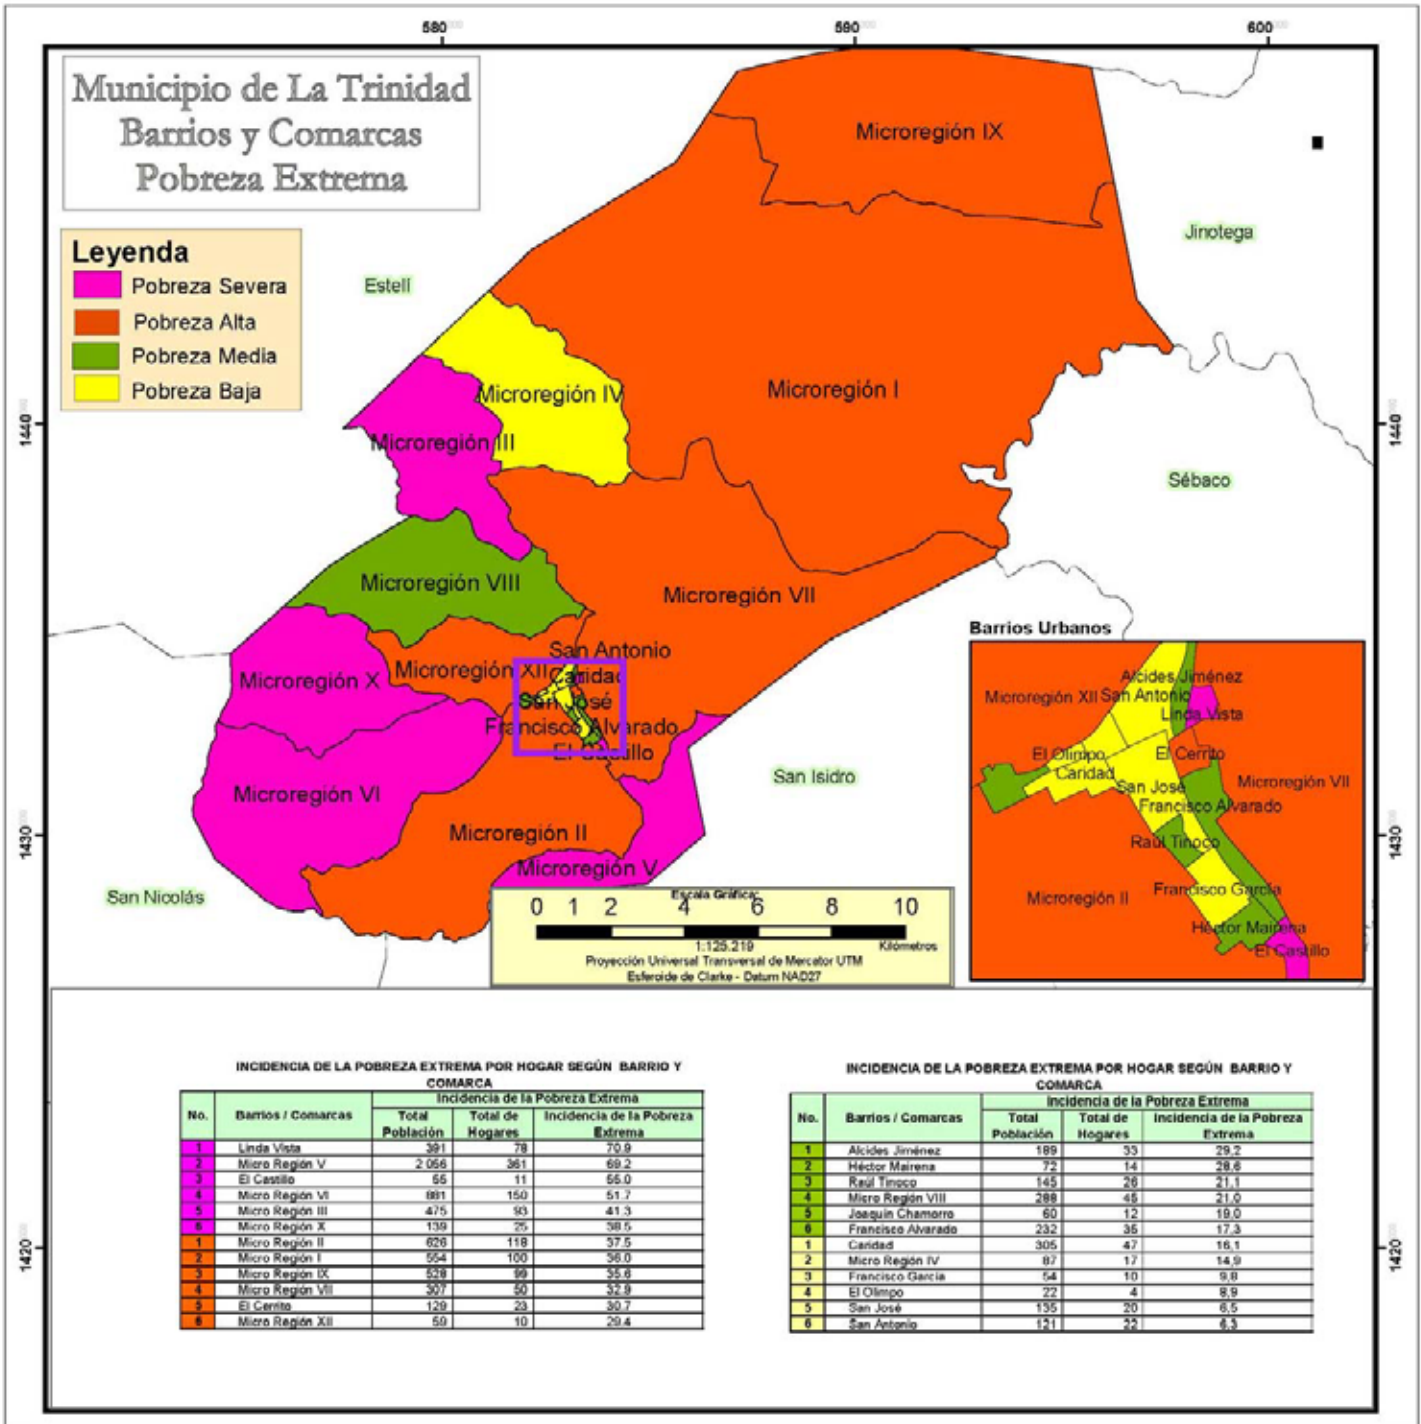 580000
590000
600000
Municipio de La Trinidad
Barrios y Comarcas
Pobreza Extrema
Leyenda
Pobreza Severa
Pobreza Alta
Pobreza Media
Pobreza Baja
Microregión IX
Jinotega
Estelí
Microregión I
Microregión IV
1440
1440
Microregión III
Sébaco
Microregión VIII
Microregión VII
San Antonio
Microregión XII
Caridad
Microregión X
San José
Francisco Alvarado
El Castillo
San Isidro
Microregión VI
Microregión II
1430
1430
Microregión V
San Nicolás
Barrios Urbanos
Alcides Jiménez
Microregión XII
San Antonio
Linda Vista
El Olimpo
El Cerrito
Caridad
San José
Microregión VII
Francisco Alvarado
Raúl Tinoco
Microregión II
Francisco García
Héctor Mairena
El Castillo
Escala Gráfica:
0 1 2 4 6 8 10
1:125.219
Kilómetros
Proyección Universal Transversal de Mercator UTM
Esferoide de Clarke - Datum NAD27
INCIDENCIA DE LA POBREZA EXTREMA POR HOGAR SEGÚN BARRIO Y
COMARCA
No. Barrios / Comarcas Incidencia de la Pobreza Extrema
Total Población Total de Hogares Incidencia de la Pobreza Extrema
1 Linda Vista 391 78 70.9
2 Micro Región V 2 056 361 69.2
3 El Castillo 55 11 55.0
4 Micro Región VI 881 150 51.7
5 Micro Región III 475 93 41.3
6 Micro Región X 139 25 38.5
1 Micro Región II 626 118 37.5
2 Micro Región I 554 100 36.0
3 Micro Región IX 528 99 35.6
4 Micro Región VII 307 50 32.9
5 El Cerrito 129 23 30.7
6 Micro Región XII 59 10 29.4
INCIDENCIA DE LA POBREZA EXTREMA POR HOGAR SEGÚN BARRIO Y
COMARCA
No. Barrios / Comarcas Incidencia de la Pobreza Extrema
Total Población Total de Hogares Incidencia de la Pobreza Extrema
1 Alcides Jiménez 189 33 29,2
2 Héctor Mairena 72 14 28,6
3 Raúl Tinoco 145 26 21,1
4 Micro Región VIII 288 45 21,0
5 Joaquín Chamorro 60 12 19,0
6 Francisco Alvarado 232 35 17,3
1 Caridad 305 47 16,1
2 Micro Región IV 87 17 14,9
3 Francisco García 54 10 9,8
4 El Olimpo 22 4 8,9
5 San José 135 20 6,5
6 San Antonio 121 22 6,3
1420
1420